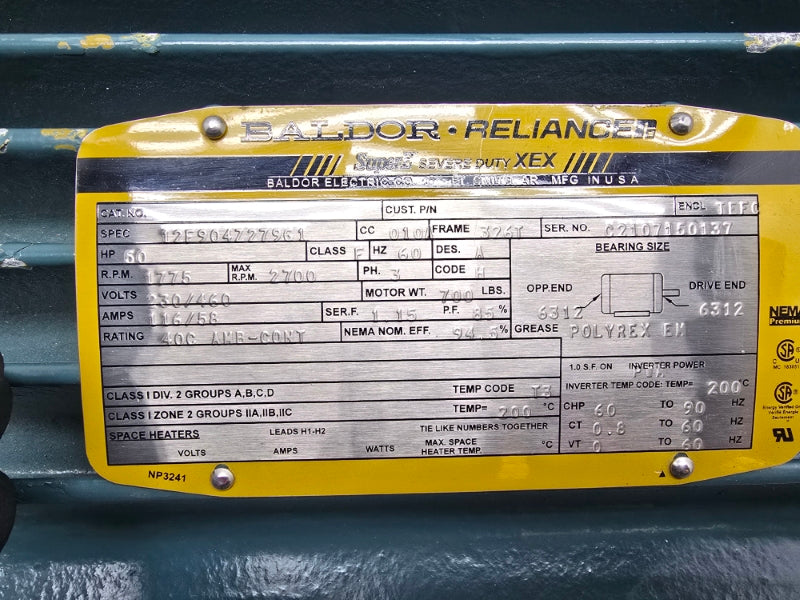 BALDOR · RELIANCE
Super-E SEVERE DUTY XEX
BALDOR ELECTRIC CO. AR MFG IN U S A
CAT. NO. CUST. P/N ENCL TEFC
SPEC 12F904727961 CC 010A FRAME 326T SER. NO. C2107150137
HP 60 CLASS F HZ 60 DES. A BEARING SIZE
R.P.M. 1775 MAX R.P.M. 2700 PH. 3 CODE H
VOLTS 230/460 MOTOR WT. 700 LBS. OPP.END DRIVE END
AMPS 116/58 SER.F. 1.15 P.F. 85 % 6312 6312
RATING 40C AMB-CONT NEMA NOM. EFF. 94.5 % GREASE POLYREX EM
NEMA
Premium
1.0 S.F. ON INVERTER POWER
CLASS I DIV. 2 GROUPS A,B,C,D TEMP CODE T3 INVERTER TEMP CODE: TEMP= 200 °C
CLASS I ZONE 2 GROUPS IIA,IIB,IIC TEMP= 200 °C CHP 60 TO 90 HZ
SPACE HEATERS LEADS H1-H2 TIE LIKE NUMBERS TOGETHER CT 0.8 TO 60 HZ
VOLTS AMPS WATTS MAX. SPACE HEATER TEMP. °C VT 0 TO 60 HZ
NP3241